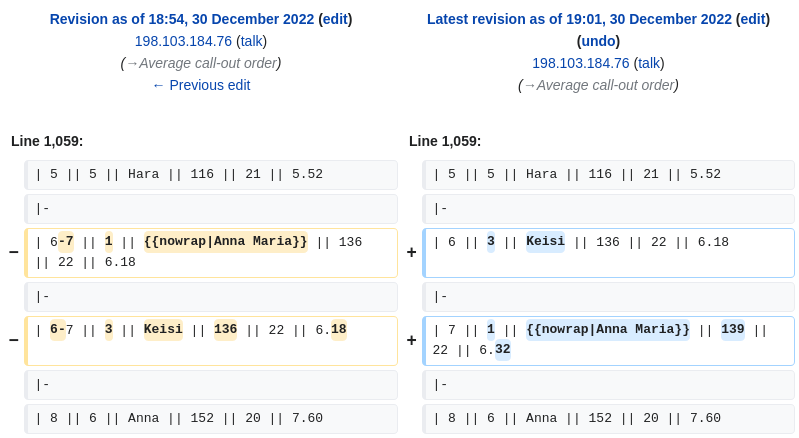 Revision as of 18:54, 30 December 2022 (edit)
198.103.184.76 (talk)
(→Average call-out order)
← Previous edit
Latest revision as of 19:01, 30 December 2022 (edit)
(undo)
198.103.184.76 (talk)
(→Average call-out order)
Line 1,059:
Line 1,059:
| 5 || 5 || Hara || 116 || 21 || 5.52
| 5 || 5 || Hara || 116 || 21 || 5.52
|-
|-
− | 6-7 || 1 || {{nowrap|Anna Maria}} || 136
|| 22 || 6.18
+ | 6 || 3 || Keisi || 136 || 22 || 6.18
|-
|-
− | 6-7 || 3 || Keisi || 136 || 22 || 6.18
+ | 7 || 1 || {{nowrap|Anna Maria}} || 139 ||
22 || 6.32
|-
|-
| 8 || 6 || Anna || 152 || 20 || 7.60
| 8 || 6 || Anna || 152 || 20 || 7.60